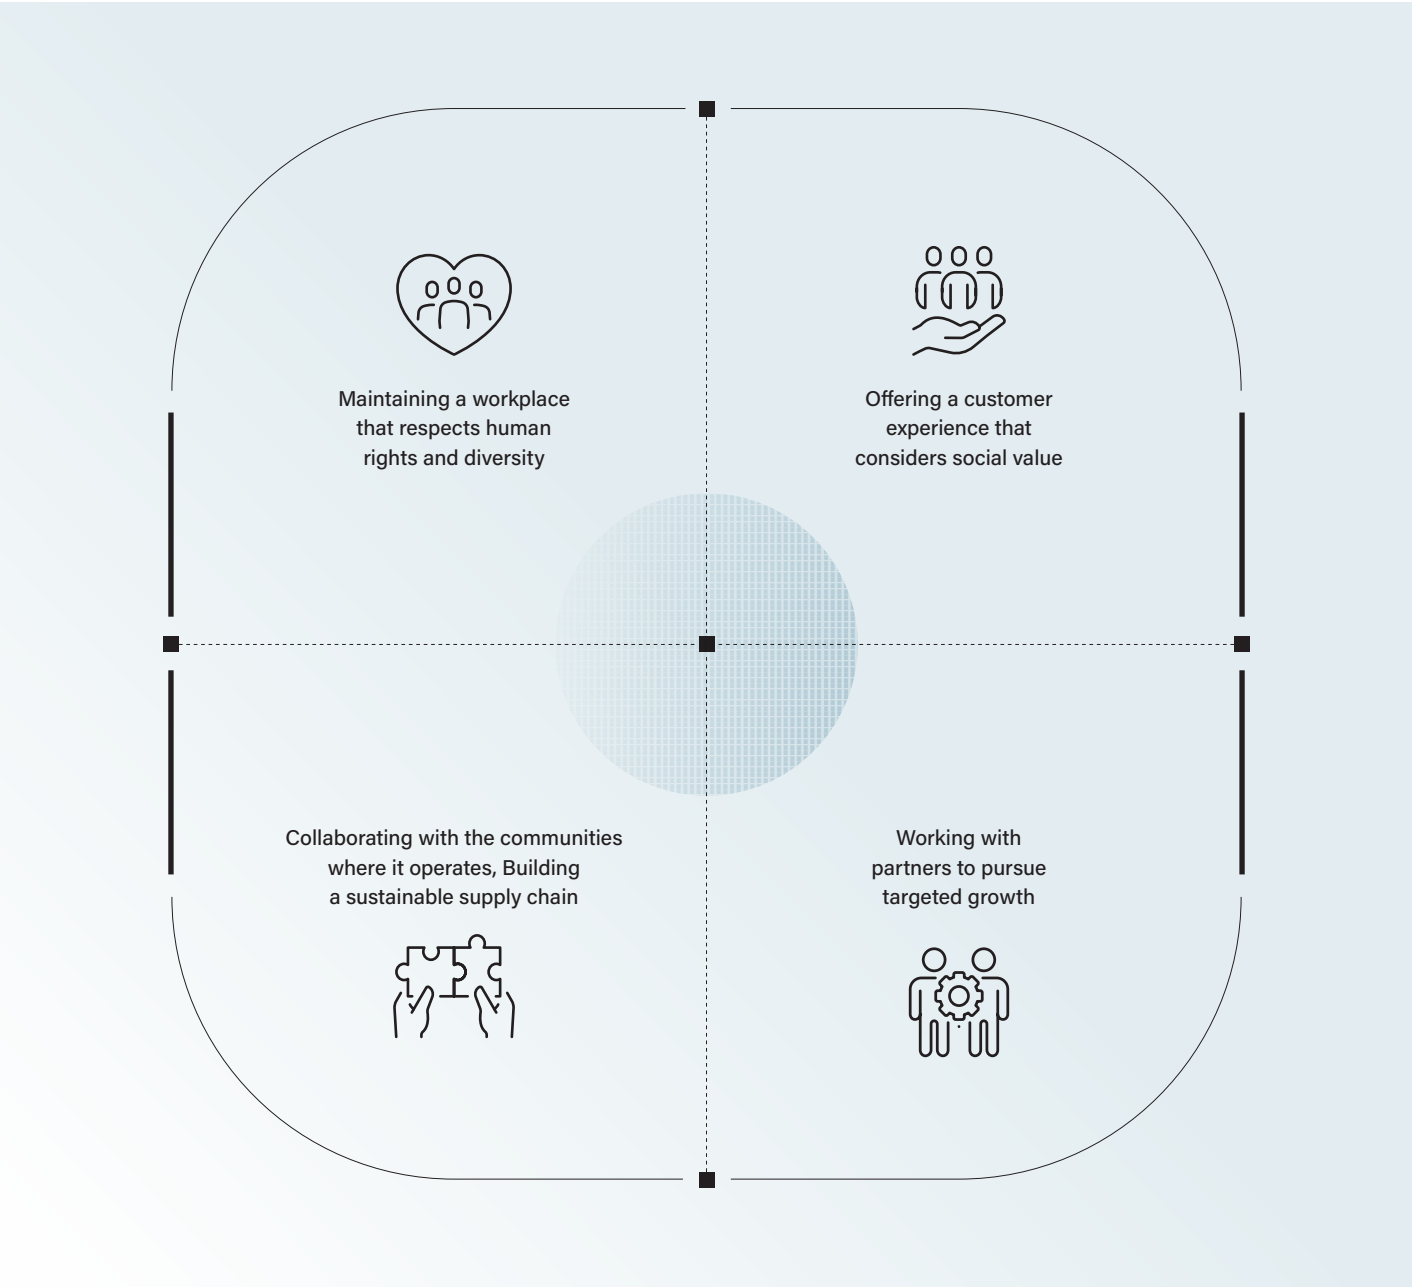 Maintaining a workplace
that respects human
rights and diversity
Offering a customer
experience that
considers social value
Collaborating with the communities
where it operates, Building
a sustainable supply chain
Working with
partners to pursue
targeted growth